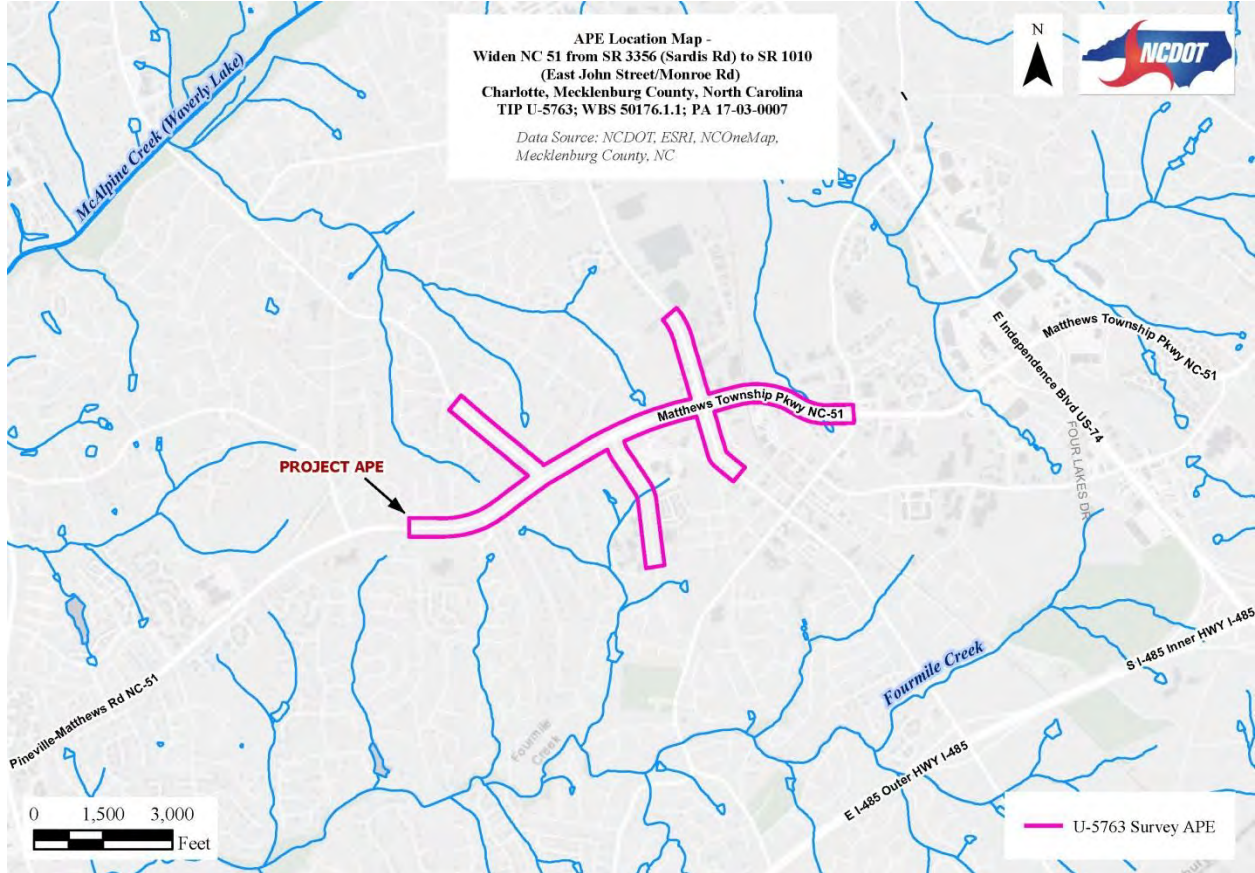 APE Location Map -
Widen NC 51 from SR 3356 (Sardis Rd) to SR 1010
(East John Street/Monroe Rd)
Charlotte, Mecklenburg County, North Carolina
TIP U-5763; WBS 50176.1.1; PA 17-03-0007
Data Source: NCDOT, ESRI, NCOneMap,
Mecklenburg County, NC
N
NCDOT
McAlpine Creek (Waverly Lake)
E Independence Blvd US-74
Matthews Township Pkwy NC-51
Matthews Township Pkwy NC-51
FOUR LAKES DR
PROJECT APE
Pineville-Matthews Rd NC-51
Fourmile Creek
S I-485 Inner HWY I-485
E I-485 Outer HWY I-485
Fourmile
Creek
0 1,500 3,000
Feet
U-5763 Survey APE